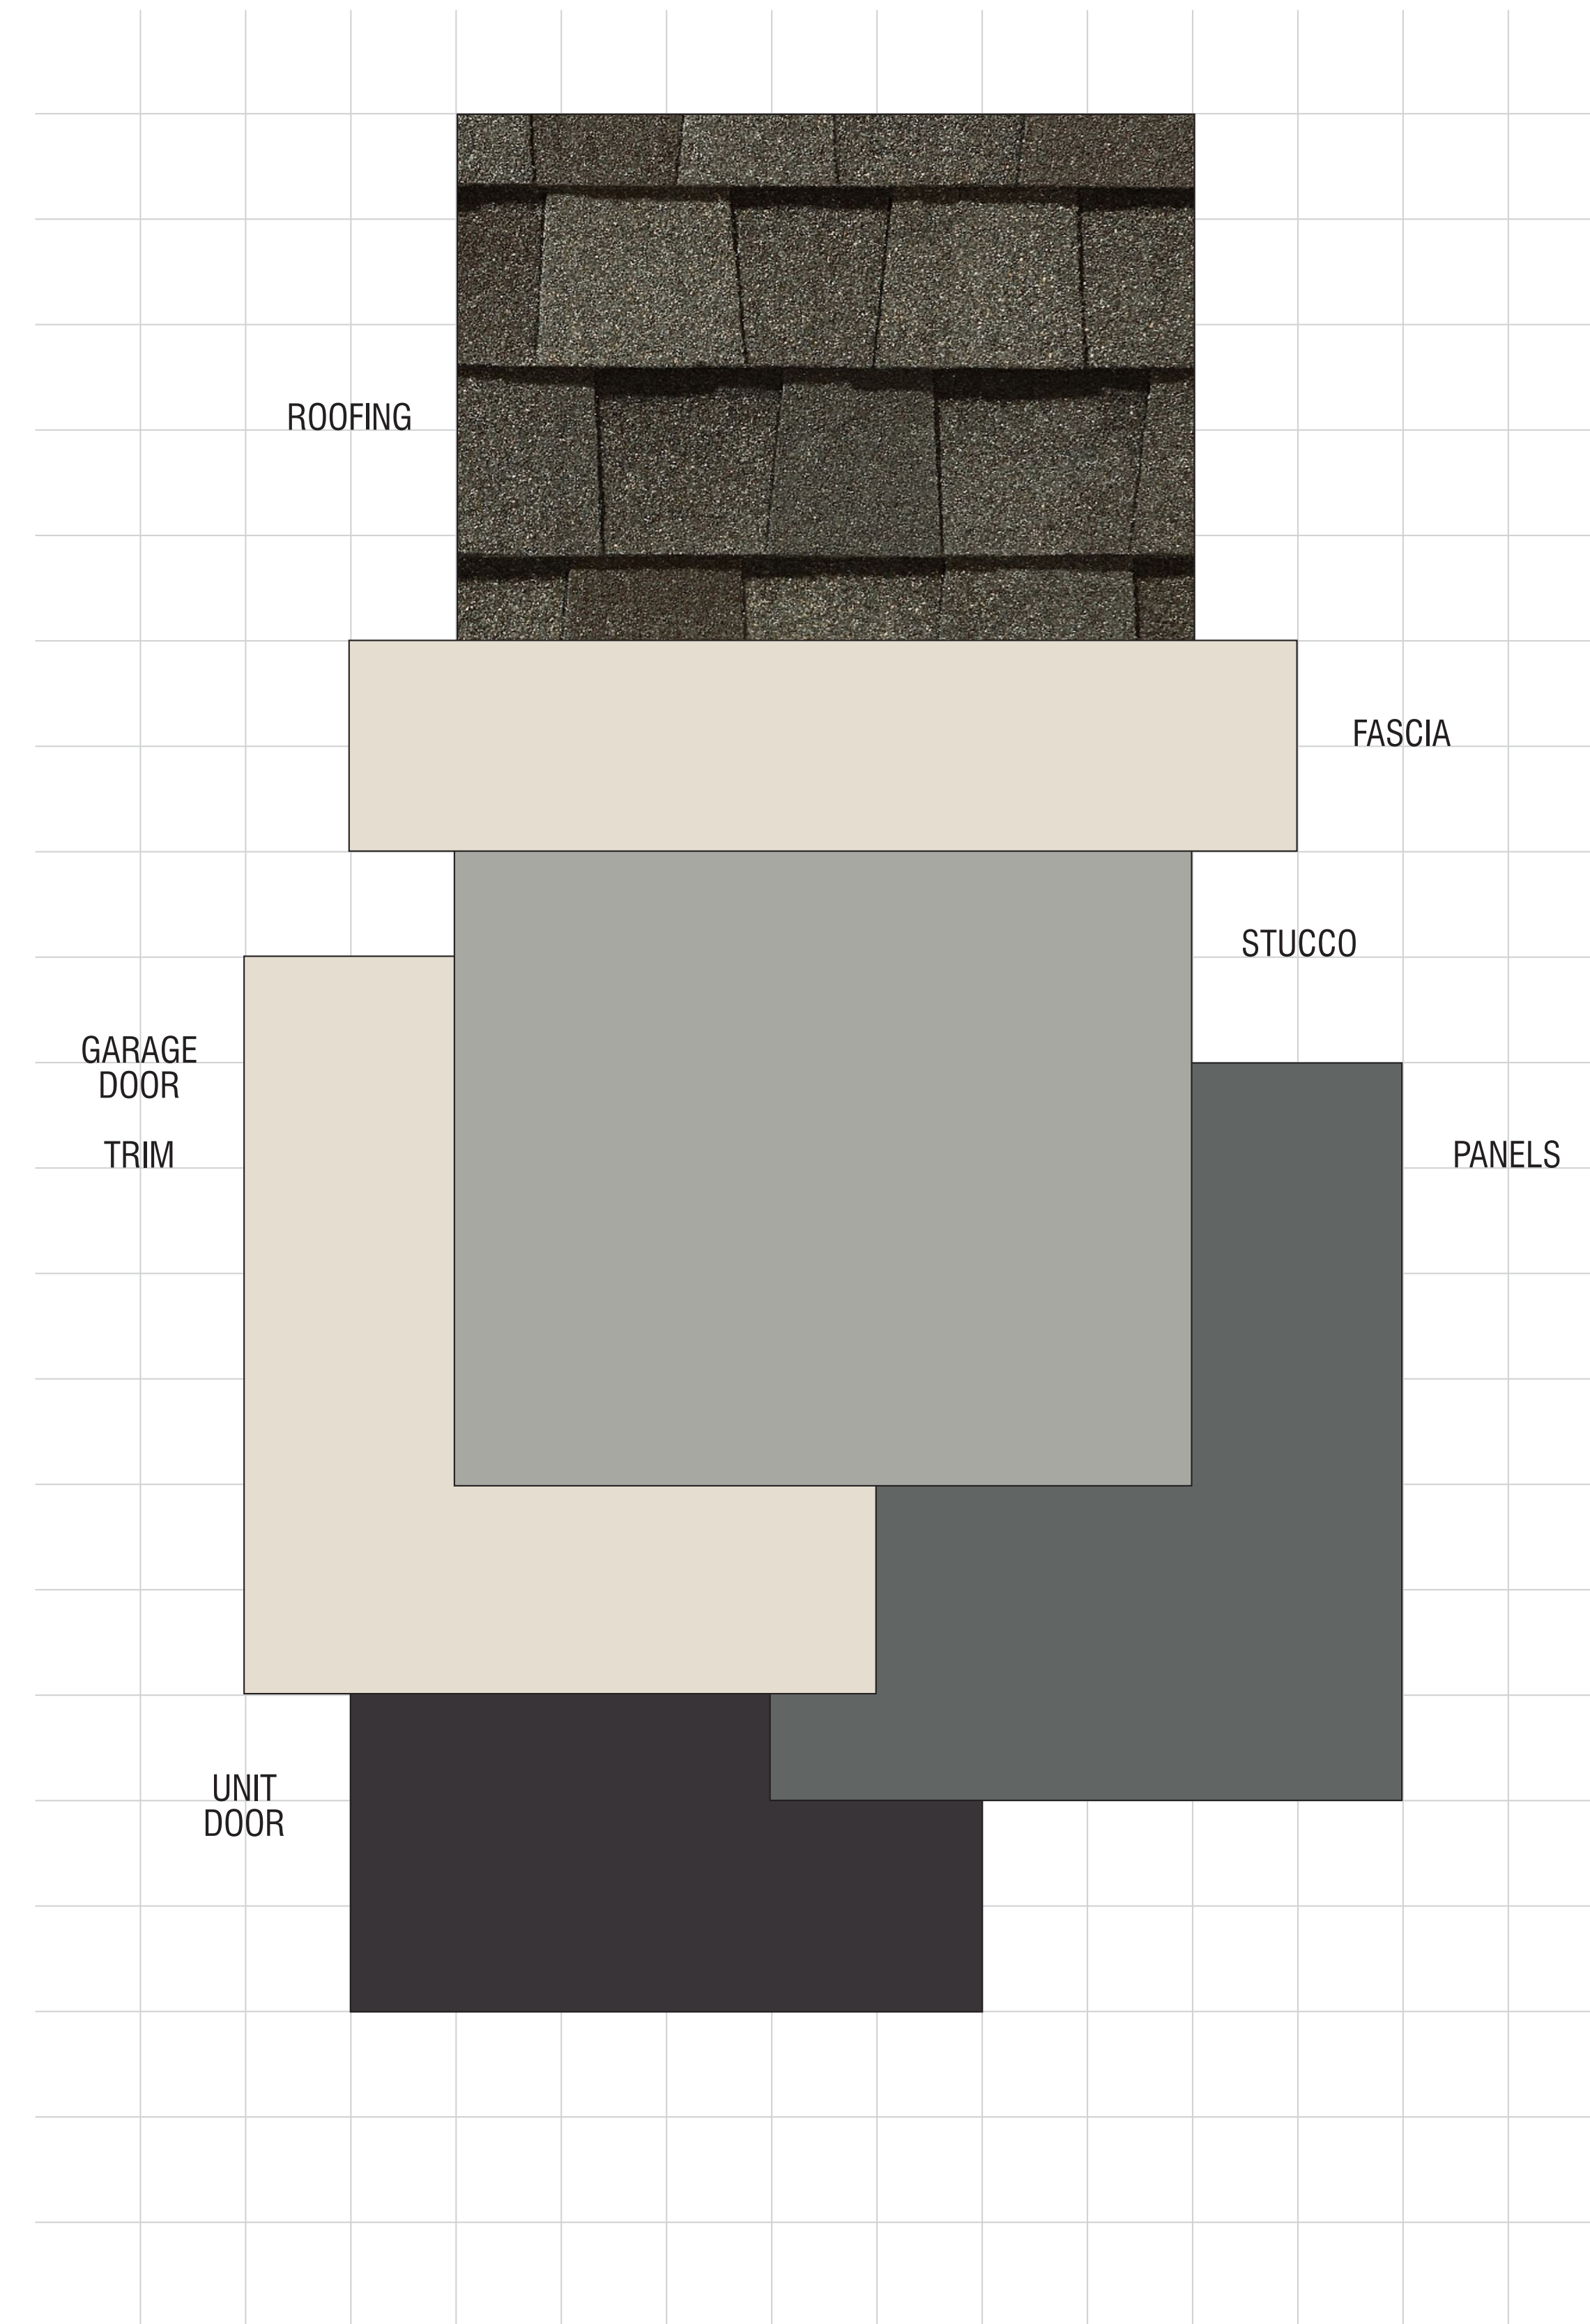 ROOFING
FASCIA
STUCCO
GARAGE
DOOR
TRIM
PANELS
UNIT
DOOR